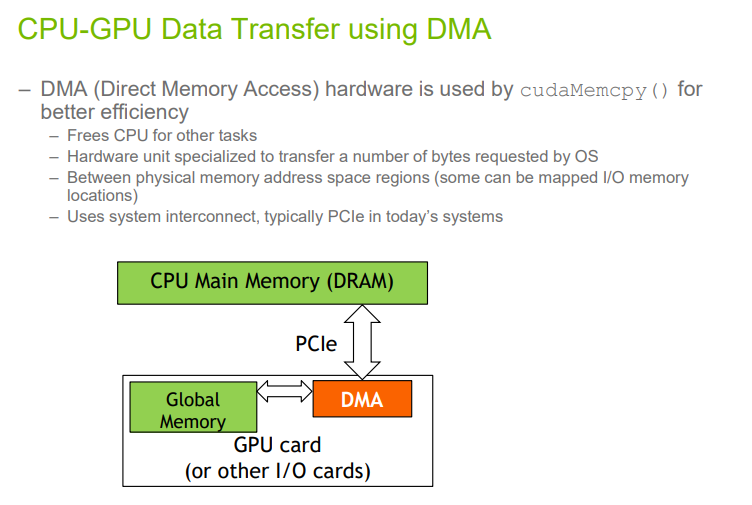 CPU-GPU Data Transfer using DMA
– DMA (Direct Memory Access) hardware is used by cudaMemcpy() for
better efficiency
– Frees CPU for other tasks
– Hardware unit specialized to transfer a number of bytes requested by OS
– Between physical memory address space regions (some can be mapped I/O memory
locations)
– Uses system interconnect, typically PCIe in today’s systems
CPU Main Memory (DRAM)
PCIe
Global
Memory
DMA
GPU card
(or other I/O cards)